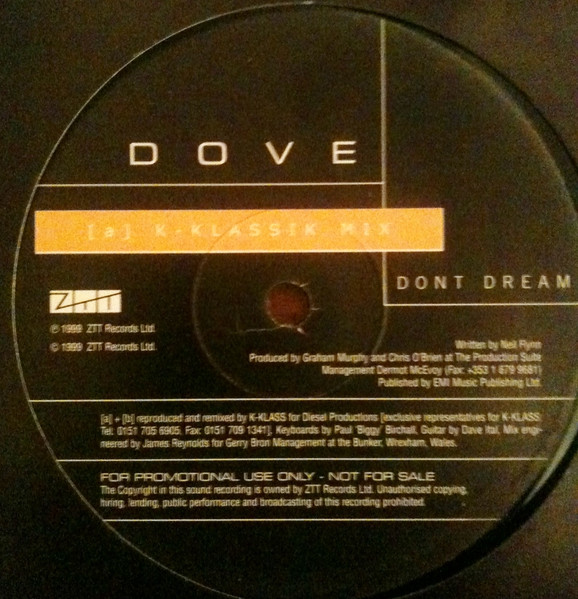 DOVE
[a] K-KLASSIK MIX
DONT DREAM
ZTT
℗ 1999 ZTT Records Ltd.
© 1999 ZTT Records Ltd.
Written by Neil Flynn
Produced by Graham Murphy and Chris O'Brien at The Production Suite
Management Dermot McEvoy (Fax: +353 1 679 9681)
Published by EMI Music Publishing Ltd.
[a] + [b] reproduced and remixed by K-KLASS for Diesel Productions [exclusive representatives for K-KLASS.
Tel: 0151 705 6905. Fax: 0151 709 1341]. Keyboards by Paul 'Biggy' Birchall. Guitar by Dave Ital. Mix engi-
neered by James Reynolds for Gerry Bron Management at the Bunker, Wrexham, Wales.
FOR PROMOTIONAL USE ONLY - NOT FOR SALE
The Copyright in this sound recording is owned by ZTT Records Ltd. Unauthorised copying,
hiring, lending, public performance and broadcasting of this recording prohibited.